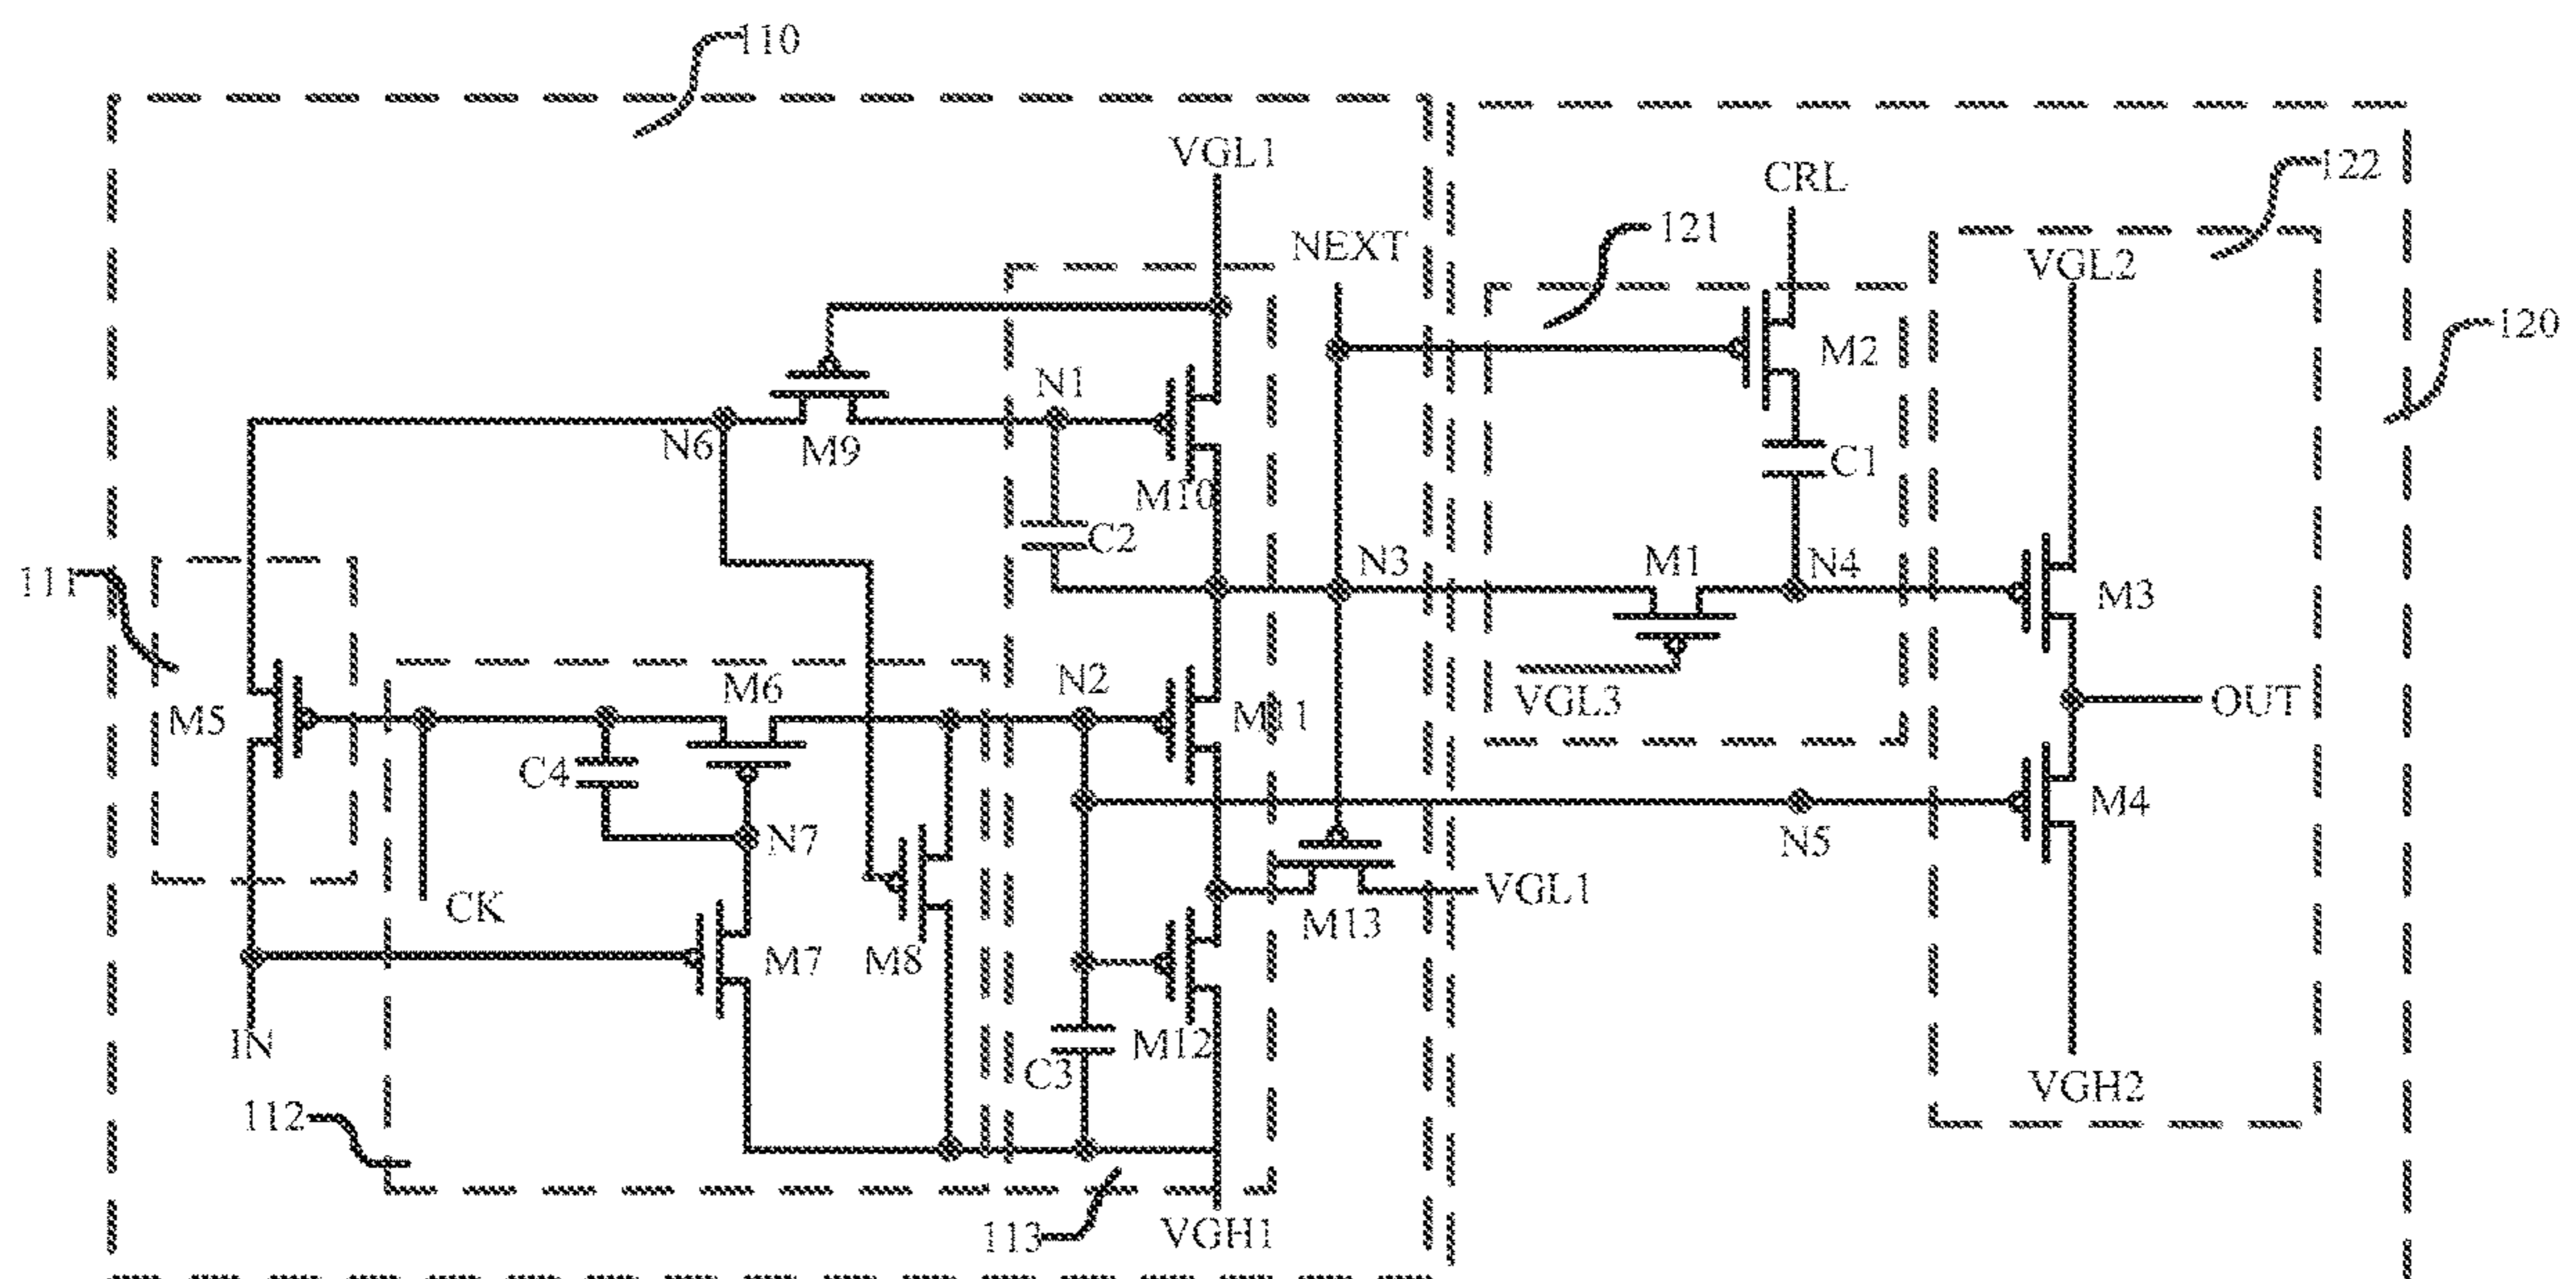 110
VGL1
122
CRL
121
NEXT
VGL2
120
M2
N1
N6
M9
C1
M10
C2
N3
M1
N4
111
M3
M6
N2
VGL3
OUT
M5
M11
C4
N7
N5
M4
CK
VGL1
M13
M7
M8
IN
M12
C3
VGH2
112
113
VGH1